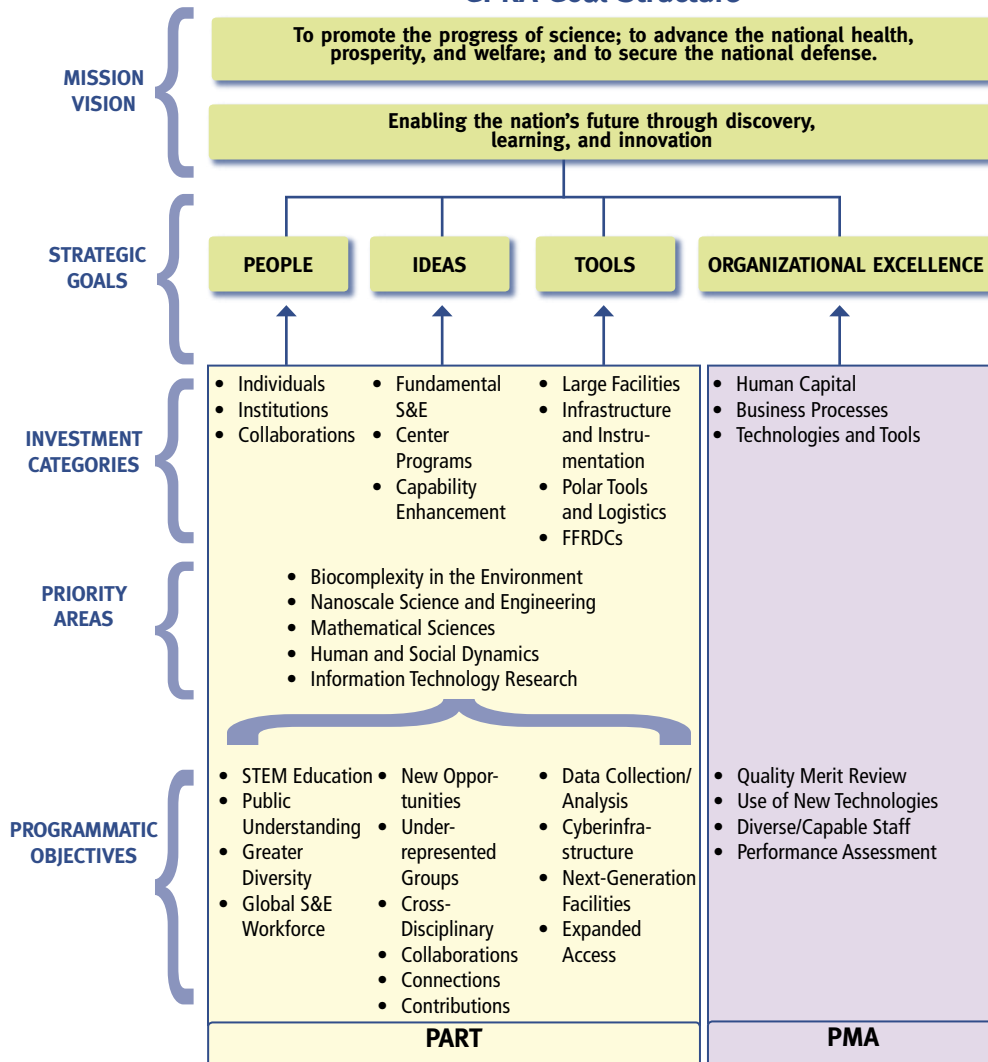 GPRA Goal Structure
MISSION
VISION
To promote the progress of science; to advance the national health,
prosperity, and welfare; and to secure the national defense.
Enabling the nation's future through discovery,
learning, and innovation
STRATEGIC
GOALS
PEOPLE
IDEAS
TOOLS
ORGANIZATIONAL EXCELLENCE
INVESTMENT
CATEGORIES
• Individuals
• Institutions
• Collaborations
• Fundamental
S&E
• Center
Programs
• Capability
Enhancement
• Large Facilities
• Infrastructure
and Instru-
mentation
• Polar Tools
and Logistics
• FFRDCs
• Human Capital
• Business Processes
• Technologies and Tools
PRIORITY
AREAS
• Biocomplexity in the Environment
• Nanoscale Science and Engineering
• Mathematical Sciences
• Human and Social Dynamics
• Information Technology Research
PROGRAMMATIC
OBJECTIVES
• STEM Education
• Public
Understanding
• Greater
Diversity
• Global S&E
Workforce
• New Oppor-
tunities
• Under-
represented
Groups
• Cross-
Disciplinary
• Collaborations
• Connections
• Contributions
• Data Collection/
Analysis
• Cyberinfra-
structure
• Next-Generation
Facilities
• Expanded
Access
• Quality Merit Review
• Use of New Technologies
• Diverse/Capable Staff
• Performance Assessment
PART
PMA